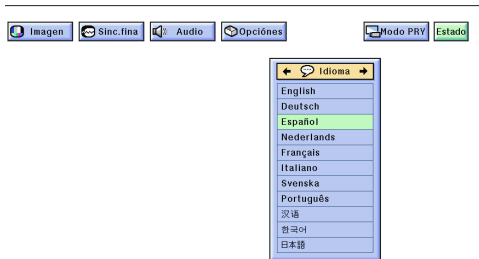 Imagen Sinc.fina Audio Opciónes Modo PRY Estado
Idioma
English
Deutsch
Español
Nederlands
Français
Italiano
Svenska
Português
汉语
한국어
日本語